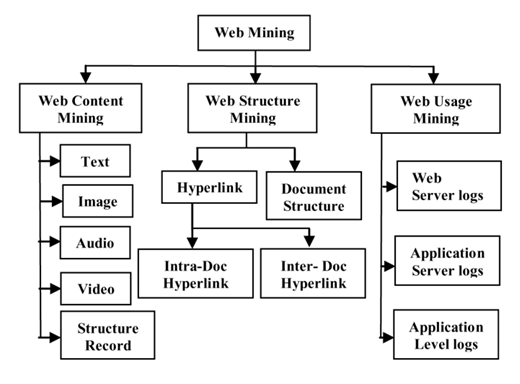 Web Mining
Web Content
Mining
Web Structure
Mining
Web Usage
Mining
Text
Image
Audio
Video
Structure
Record
Hyperlink
Document
Structure
Intra-Doc
Hyperlink
Inter- Doc
Hyperlink
Web
Server logs
Application
Server logs
Application
Level logs